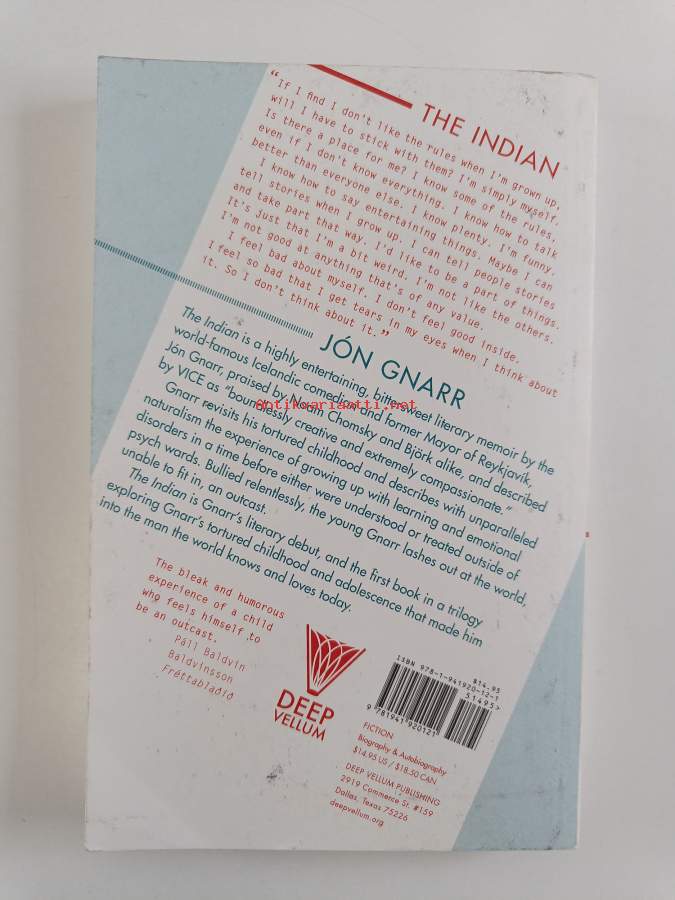 THE INDIAN
“If I find I don't like the rules when I'm grown up,
will I have to stick with them? I'm simply myself.
Is there a place for me? I know some of the rules,
even if I don't know everything. I know how to talk
better than everyone else. I know plenty. I'm funny.
I know how to say entertaining things. Maybe I can
tell stories when I grow up. I can tell people stories
and take part that way. I'd like to be a part of things.
It's just that I'm a bit weird. I'm not like the others.
I'm not good at anything that's of any value.
I feel bad about myself. I don't feel good inside,
I feel so bad that I get tears in my eyes when I think about
it. So I don't think about it.”
JÓN GNARR
The Indian is a highly entertaining, bittersweet literary memoir by the
world-famous Icelandic comedian and former Mayor of Reykjavík,
Jón Gnarr, praised by Noam Chomsky and Björk alike, and described
by VICE as “boundlessly creative and extremely compassionate.”
Gnarr revisits his tortured childhood and describes with unparalleled
naturalism the experience of growing up with learning and emotional
disorders in a time before either were understood or treated outside of
psych wards. Bullied relentlessly, the young Gnarr lashes out at the world,
unable to fit in, an outcast.
The Indian is Gnarr's literary debut, and the first book in a trilogy
exploring Gnarr's tortured childhood and adolescence that made him
into the man the world knows and loves today.
antikvariaatti.net
The bleak and humorous
experience of a child
who feels himself to
be an outcast.
Páll Baldvin
Baldvinsson
Fréttablaðið
DEEP
VELLUM
$14.95
ISBN 978-1-941920-12-1
51495>
9 781941 920121
FICTION
Biography & Autobiography
$14.95 US / $18.50 CAN
DEEP VELLUM PUBLISHING
2919 Commerce St. #159
Dallas, Texas 75226
deepvellum.org